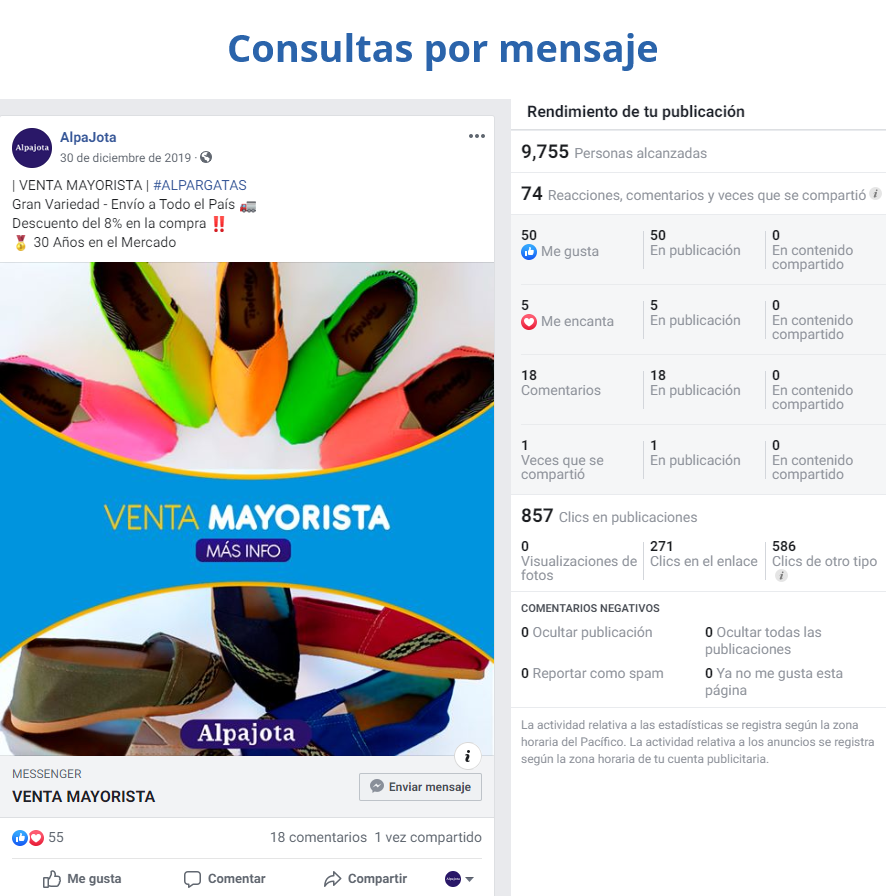 Consultas por mensaje
Alpajota
AlpaJota
30 de diciembre de 2019 ·
| VENTA MAYORISTA | #ALPARGATAS
Gran Variedad - Envío a Todo el País 🚛
Descuento del 8% en la compra ‼️
🏅 30 Años en el Mercado
Alpajota
VENTA MAYORISTA
MÁS INFO
Alpajota
MESSENGER
VENTA MAYORISTA
Enviar mensaje
55
18 comentarios 1 vez compartido
Me gusta
Comentar
Compartir
Rendimiento de tu publicación
9,755 Personas alcanzadas
74 Reacciones, comentarios y veces que se compartió
50
Me gusta
50
En publicación
0
En contenido
compartido
5
Me encanta
5
En publicación
0
En contenido
compartido
18
Comentarios
18
En publicación
0
En contenido
compartido
1
Veces que se
compartió
1
En publicación
0
En contenido
compartido
857 Clics en publicaciones
0
Visualizaciones de
fotos
271
Clics en el enlace
586
Clics de otro tipo
COMENTARIOS NEGATIVOS
0 Ocultar publicación
0 Ocultar todas las
publicaciones
0 Reportar como spam
0 Ya no me gusta esta
página
La actividad relativa a las estadísticas se registra según la zona
horaria del Pacífico. La actividad relativa a los anuncios se registra
según la zona horaria de tu cuenta publicitaria.